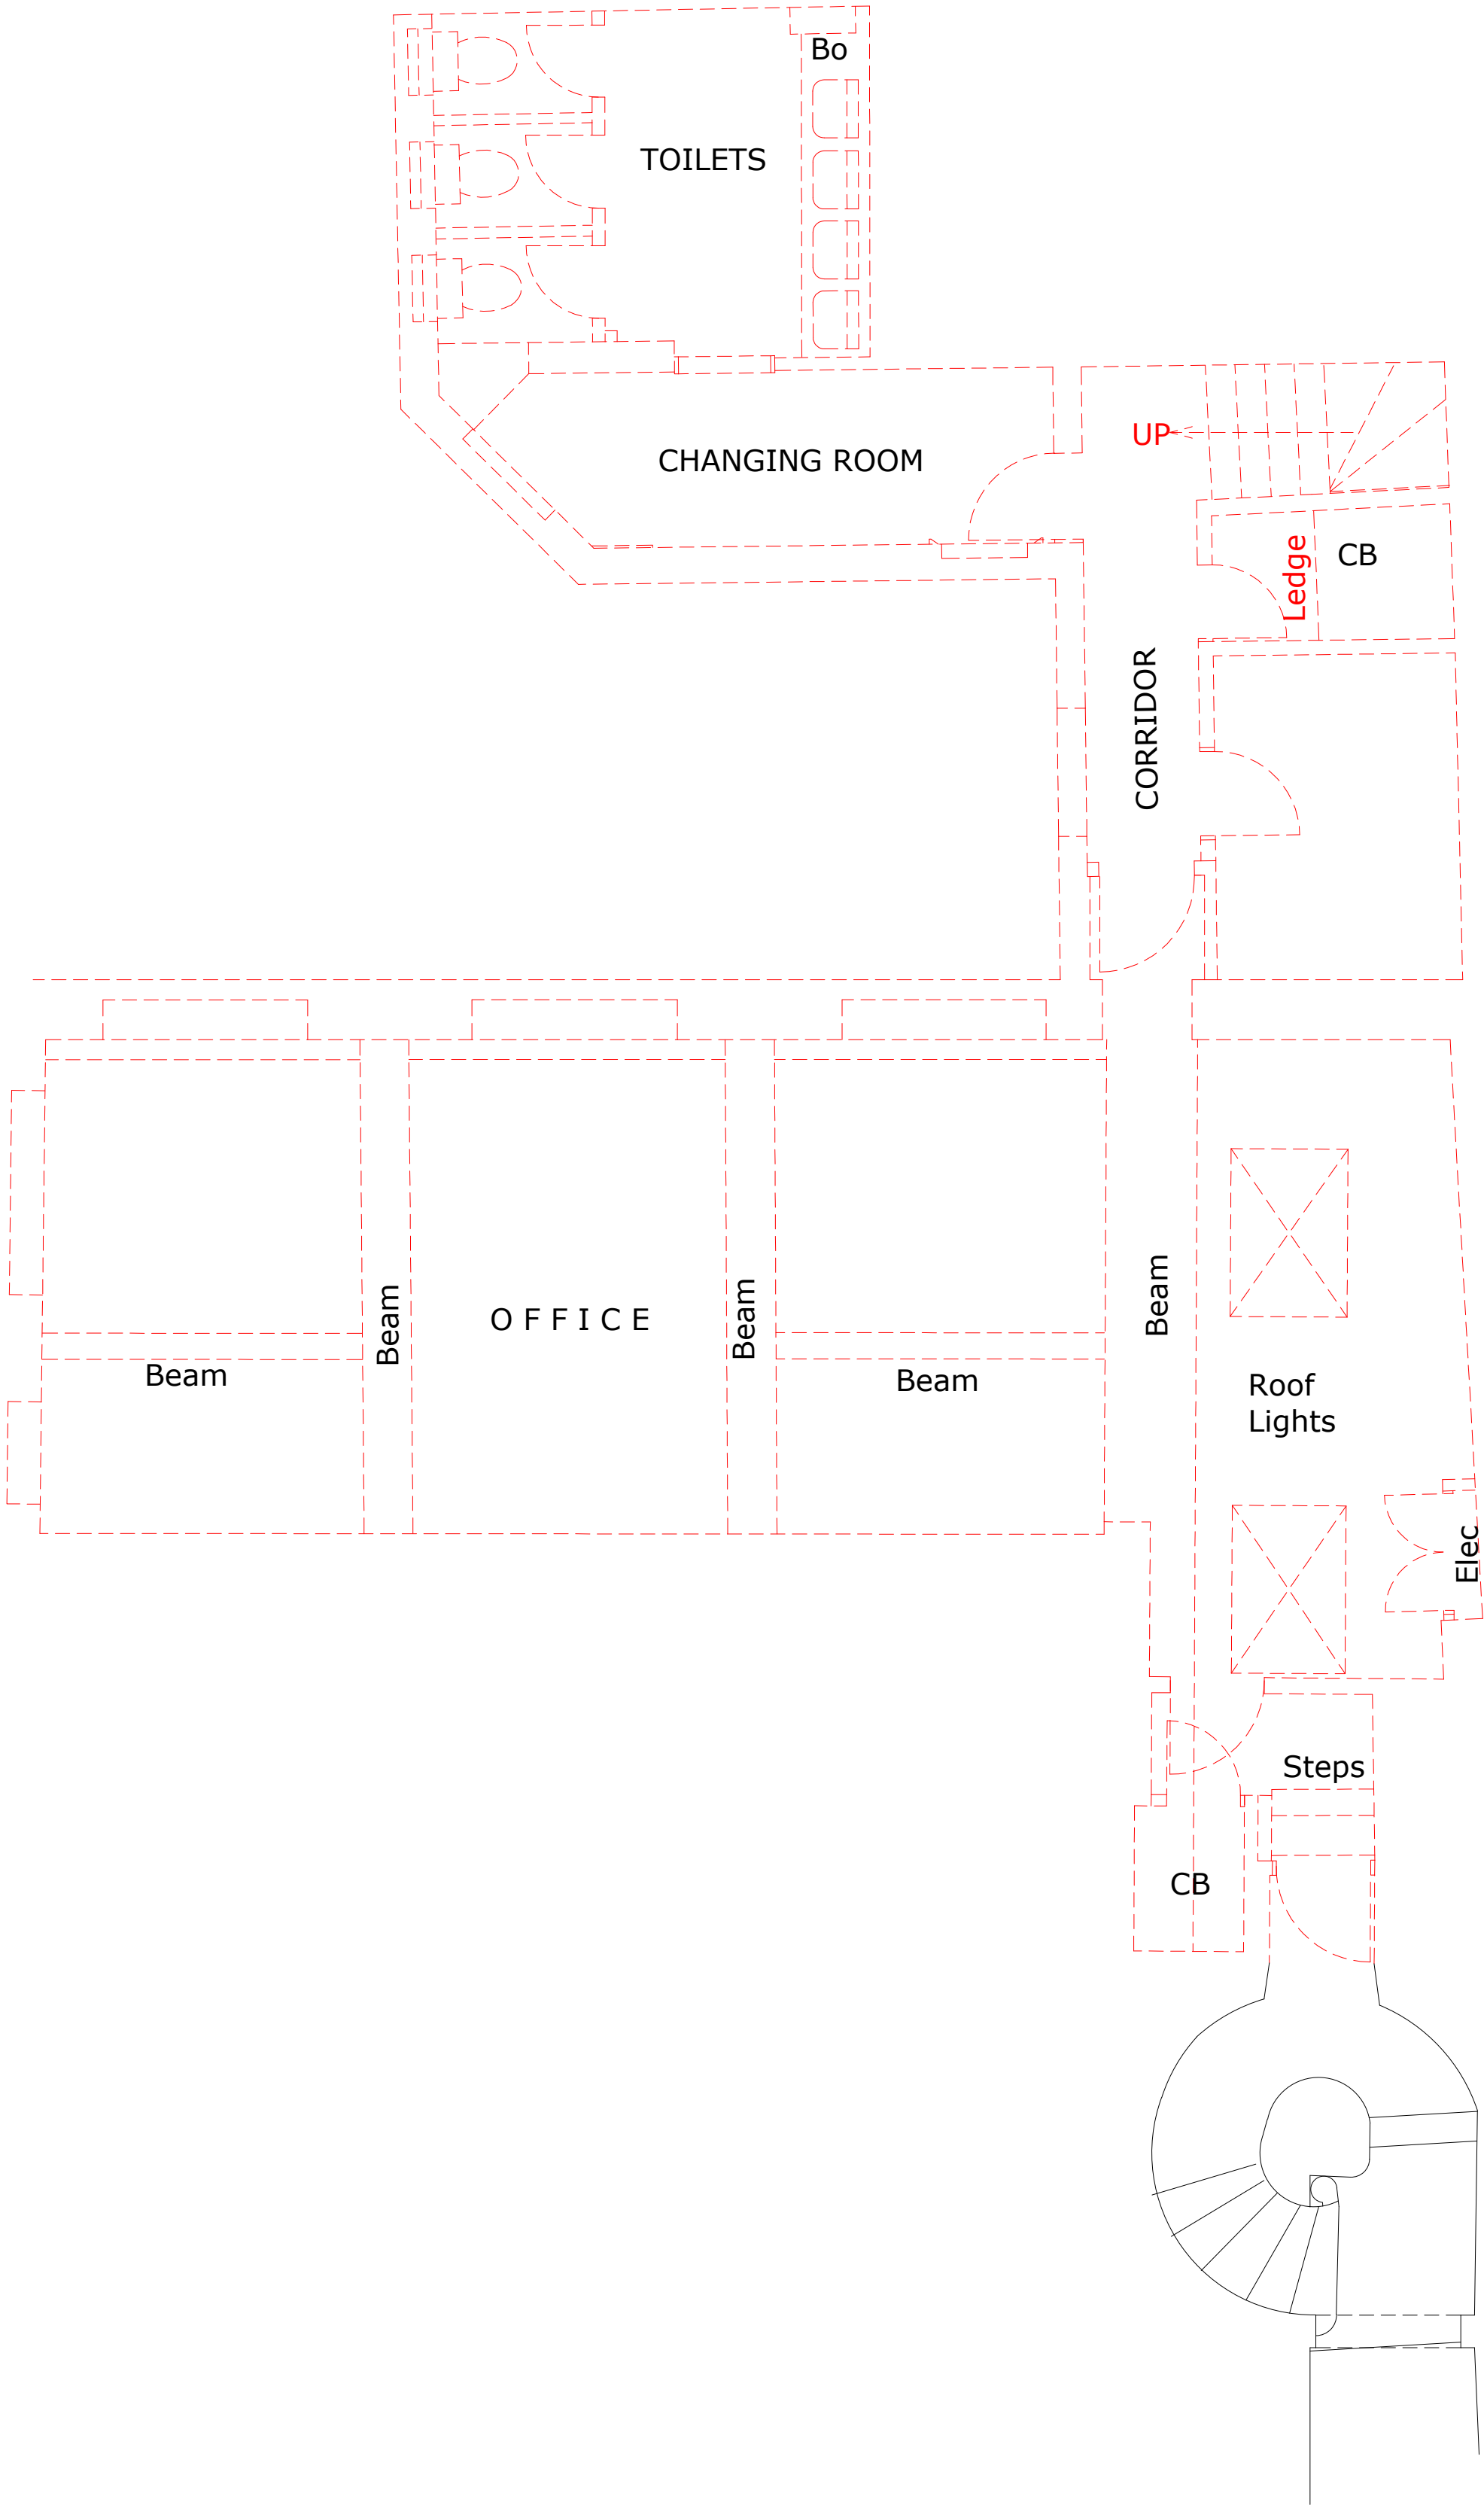 Bo
TOILETS
UP
CHANGING ROOM
Ledge
CB
CORRIDOR
Beam
Beam
Beam
O F F I C E
Beam
Beam
Roof
Lights
Elec
Steps
CB